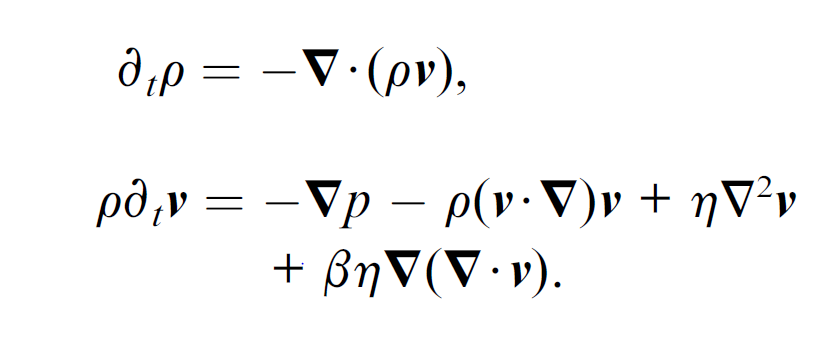 ∂ₜρ = −∇·(ρv),
ρ∂ₜv = −∇p − ρ(v·∇)v + η∇²v
+ βη∇(∇·v).